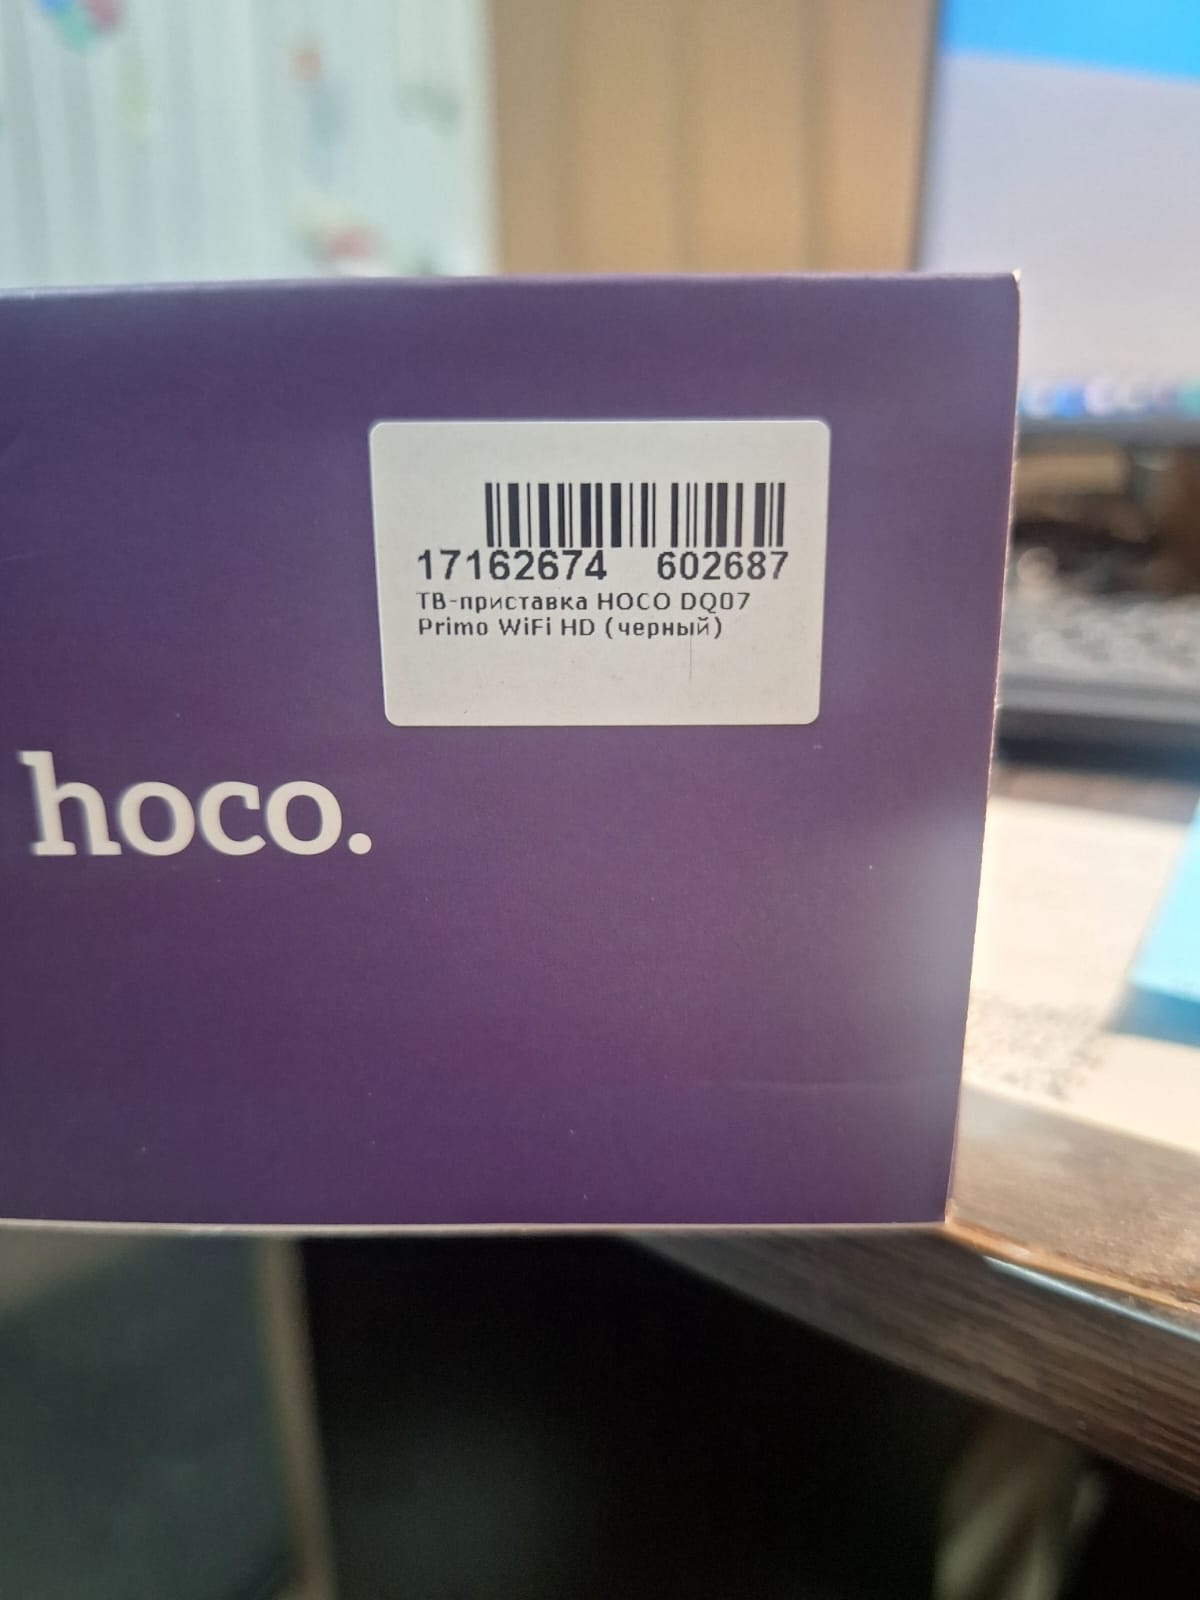 17162674 602687
ТВ-приставка HOCO DQ07
Primo WiFi HD (черный)
hoco.